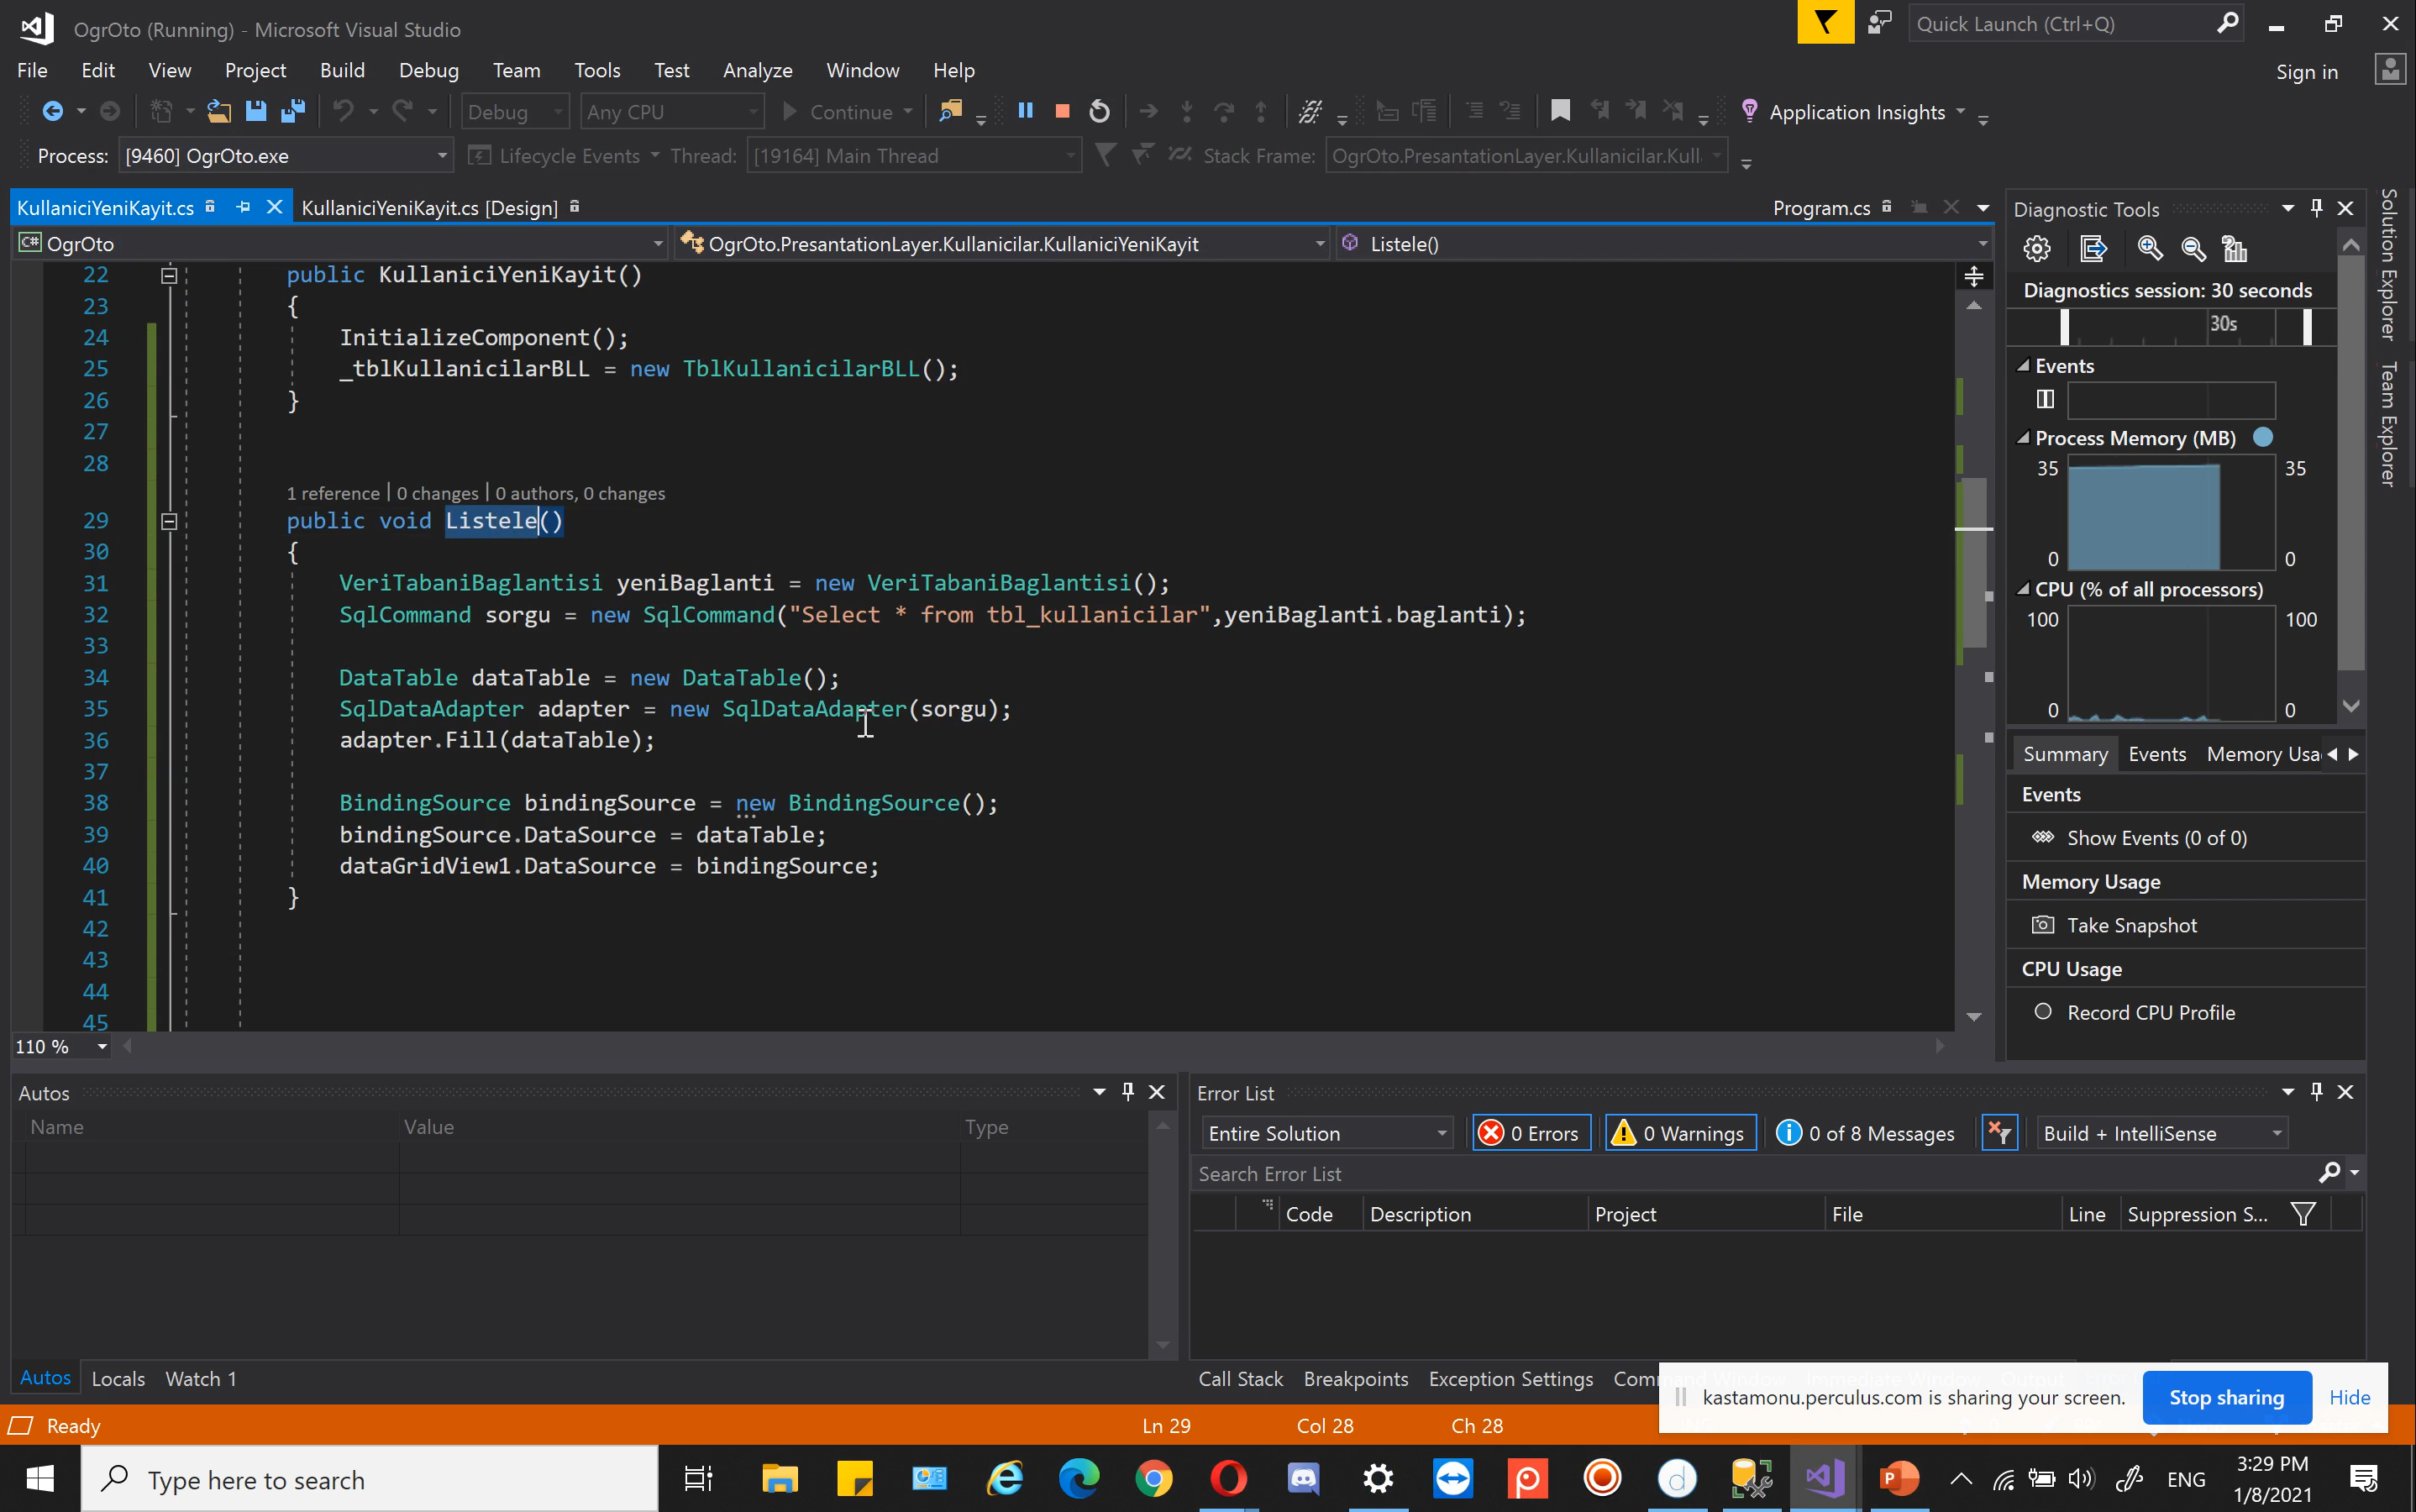 OgrOto (Running) - Microsoft Visual Studio
Quick Launch (Ctrl+Q)
File Edit View Project Build Debug Team Tools Test Analyze Window Help
Sign in
Debug Any CPU Continue Application Insights
Process: [9460] OgrOto.exe Lifecycle Events Thread: [19164] Main Thread Stack Frame: OgrOto.PresantationLayer.Kullanicilar.Kull
KullaniciYeniKayit.cs KullaniciYeniKayit.cs [Design] Program.cs
C# OgrOto OgrOto.PresantationLayer.Kullanicilar.KullaniciYeniKayit Listele()
22 public KullaniciYeniKayit()
23 {
24 InitializeComponent();
25 _tblKullanicilarBLL = new TblKullanicilarBLL();
26 }
27
28
1 reference | 0 changes | 0 authors, 0 changes
29 public void Listele()
30 {
31 VeriTabaniBaglantisi yeniBaglanti = new VeriTabaniBaglantisi();
32 SqlCommand sorgu = new SqlCommand("Select * from tbl_kullanicilar",yeniBaglanti.baglanti);
33
34 DataTable dataTable = new DataTable();
35 SqlDataAdapter adapter = new SqlDataAdapter(sorgu);
36 adapter.Fill(dataTable);
37
38 BindingSource bindingSource = new BindingSource();
39 bindingSource.DataSource = dataTable;
40 dataGridView1.DataSource = bindingSource;
41 }
42
43
44
45
110 %
Diagnostic Tools
Diagnostics session: 30 seconds
30s
Events
Process Memory (MB)
35 35
0 0
CPU (% of all processors)
100 100
0 0
Summary Events Memory Usa
Events
Show Events (0 of 0)
Memory Usage
Take Snapshot
CPU Usage
Record CPU Profile
Solution Explorer
Team Explorer
Autos
Name Value Type
Autos Locals Watch 1
Error List
Entire Solution 0 Errors 0 Warnings 0 of 8 Messages Build + IntelliSense
Search Error List
Code Description Project File Line Suppression S...
Call Stack Breakpoints Exception Settings
kastamonu.perculus.com is sharing your screen. Stop sharing Hide
Ready Ln 29 Col 28 Ch 28
Type here to search
ENG
3:29 PM
1/8/2021